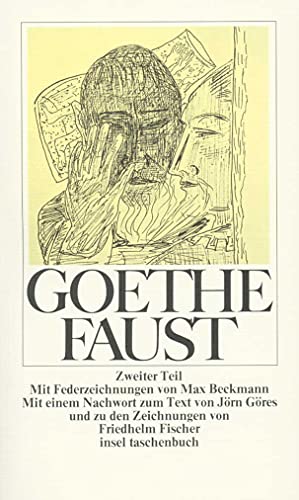 GOETHE
FAUST
Zweiter Teil
Mit Federzeichnungen von Max Beckmann
Mit einem Nachwort zum Text von Jörn Göres
und zu den Zeichnungen von
Friedhelm Fischer
insel taschenbuch